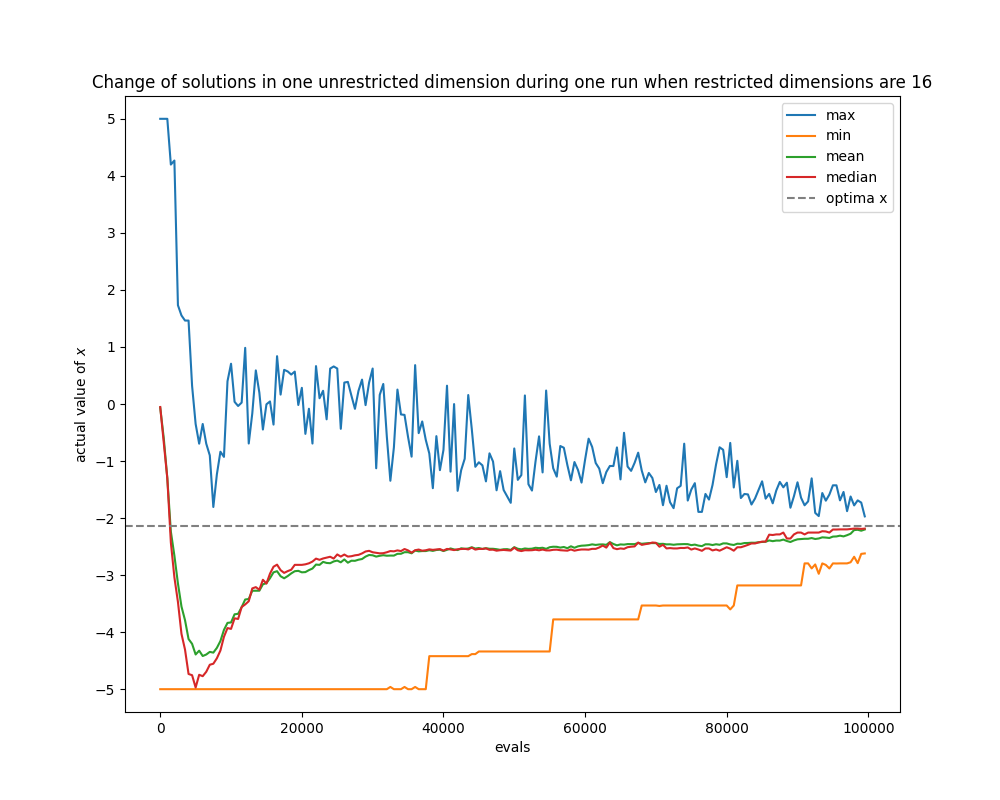 Change of solutions in one unrestricted dimension during one run when restricted dimensions are 16
max
min
mean
median
optima x
5
4
3
2
1
0
−1
−2
−3
−4
−5
actual value of x
0
20000
40000
60000
80000
100000
evals